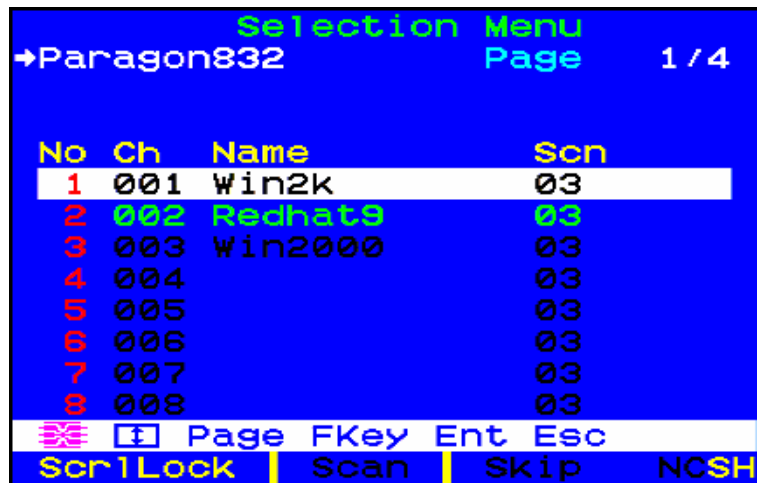 Selection Menu
➔Paragon832 Page 1/4
No Ch Name Scn
1 001 Win2k 03
2 002 Redhat9 03
3 003 Win2000 03
4 004 03
5 005 03
6 006 03
7 007 03
8 008 03
Page FKey Ent Esc
ScrlLock Scan Skip NCSH